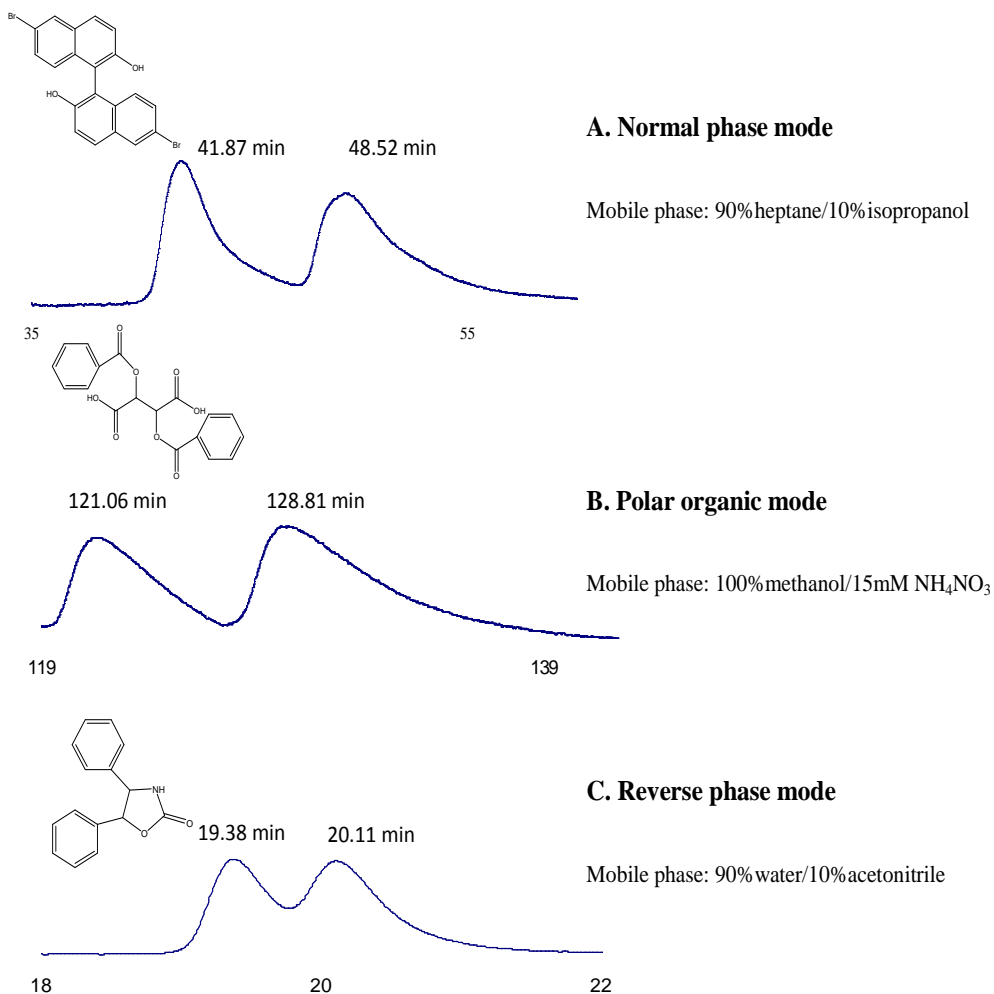 Br
OH
HO
Br
41.87 min 48.52 min
A. Normal phase mode
Mobile phase: 90%heptane/10%isopropanol
35 55
O
O
O
HO
O
OH
O
O
O
121.06 min 128.81 min
B. Polar organic mode
Mobile phase: 100%methanol/15mM NH₄NO₃
119 139
NH
O
O
19.38 min 20.11 min
C. Reverse phase mode
Mobile phase: 90%water/10%acetonitrile
18 20 22